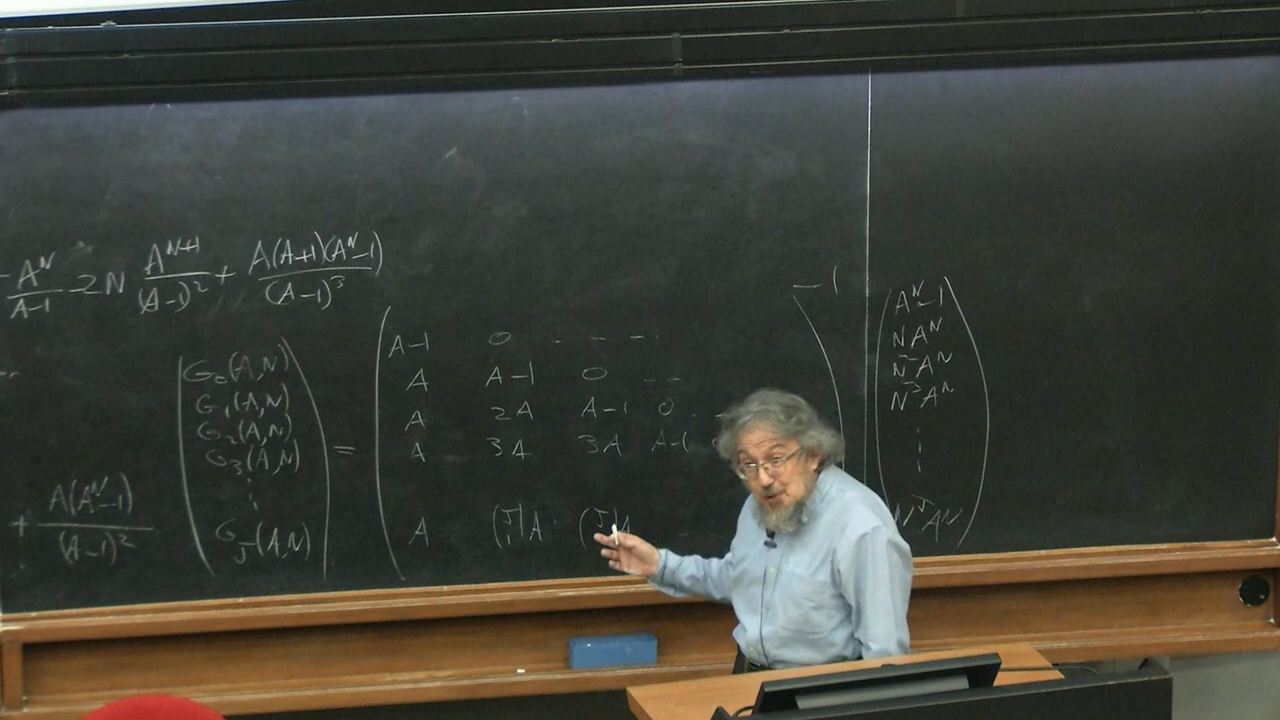 -A^N/(A-1) - 2N A^(N+1)/(A-1)^2 + A(A+1)(A^N-1)/(A-1)^3
-1
A-1 0 - - - - A^N-1
G_0(A,N) A A-1 0 -- NA^N
G_1(A,N) A 2A A-1 0 . N^2A^N
G_2(A,N) A 3A 3A A-1 N^3A^N
G_3(A,N) =
+ A(A^N-1)/(A-1)^2 G_J(A,N) A (J 1)A (J A N^JA^N